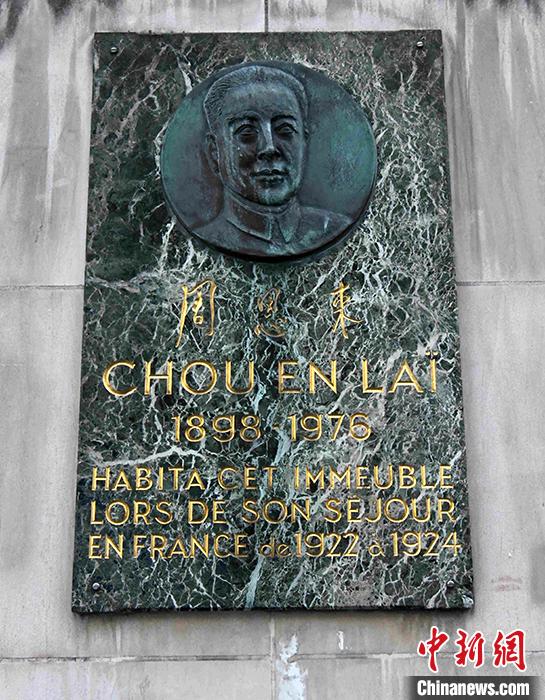 周恩来
CHOU EN LAÏ
1898-1976
HABITA CET IMMEUBLE
LORS DE SON SEJOUR
EN FRANCE de 1922 à 1924
中新网
Chinanews.com